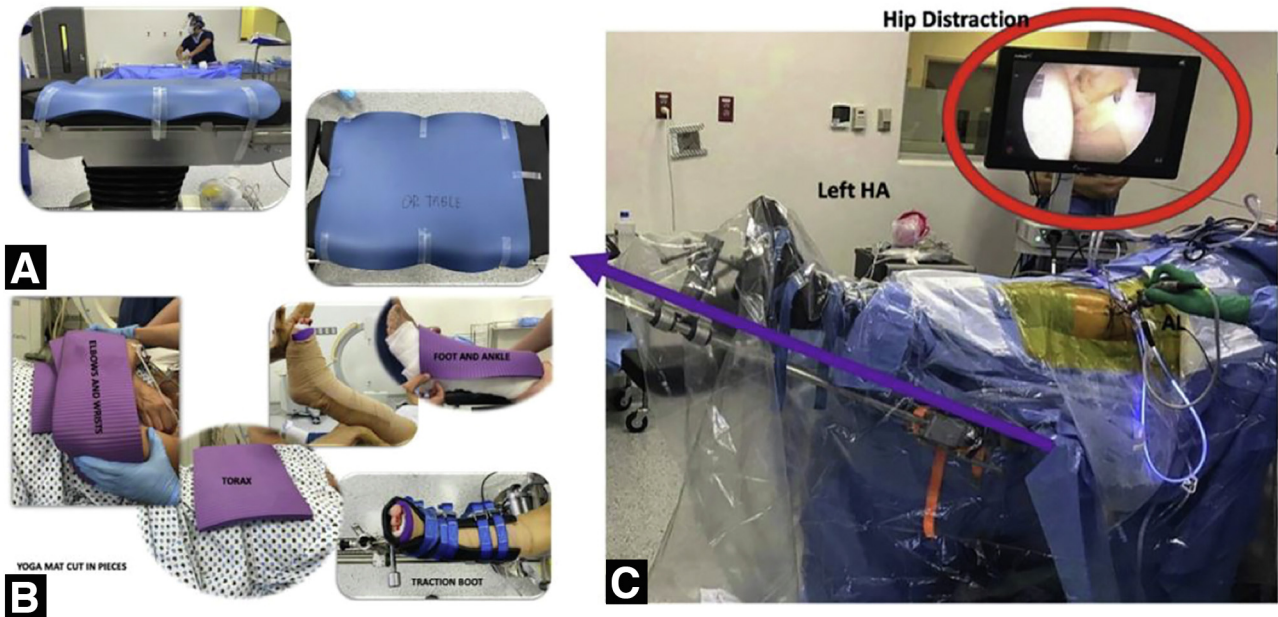 Hip Distraction
OR TABLE
Left HA
A
AL
ELBOWS AND WRISTS
FOOT AND ANKLE
TORAX
YOGA MAT CUT IN PIECES
TRACTION BOOT
B
C